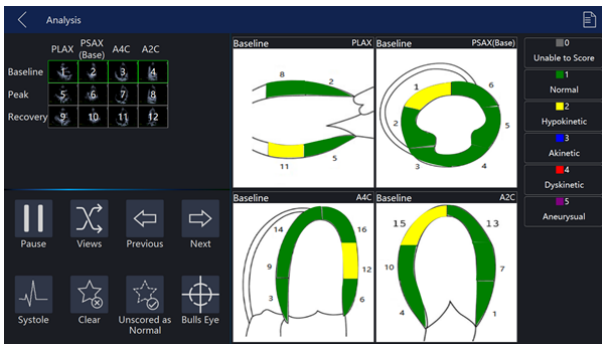 Analysis
PLAX PSAX (Base) A4C A2C
Baseline 1 2 3 4
Peak 5 6 7 8
Recovery 9 10 11 12
Pause Views Previous Next
Systole Clear Unscored as Normal Bulls Eye
Baseline PLAX
8 2
11 5
Baseline PSAX(Base)
1 6
2 5
3 4
Baseline A4C
14 16
9 12
3 6
Baseline A2C
15 13
10 7
4 1
0
Unable to Score
1
Normal
2
Hypokinetic
3
Akinetic
4
Dyskinetic
5
Aneurysual